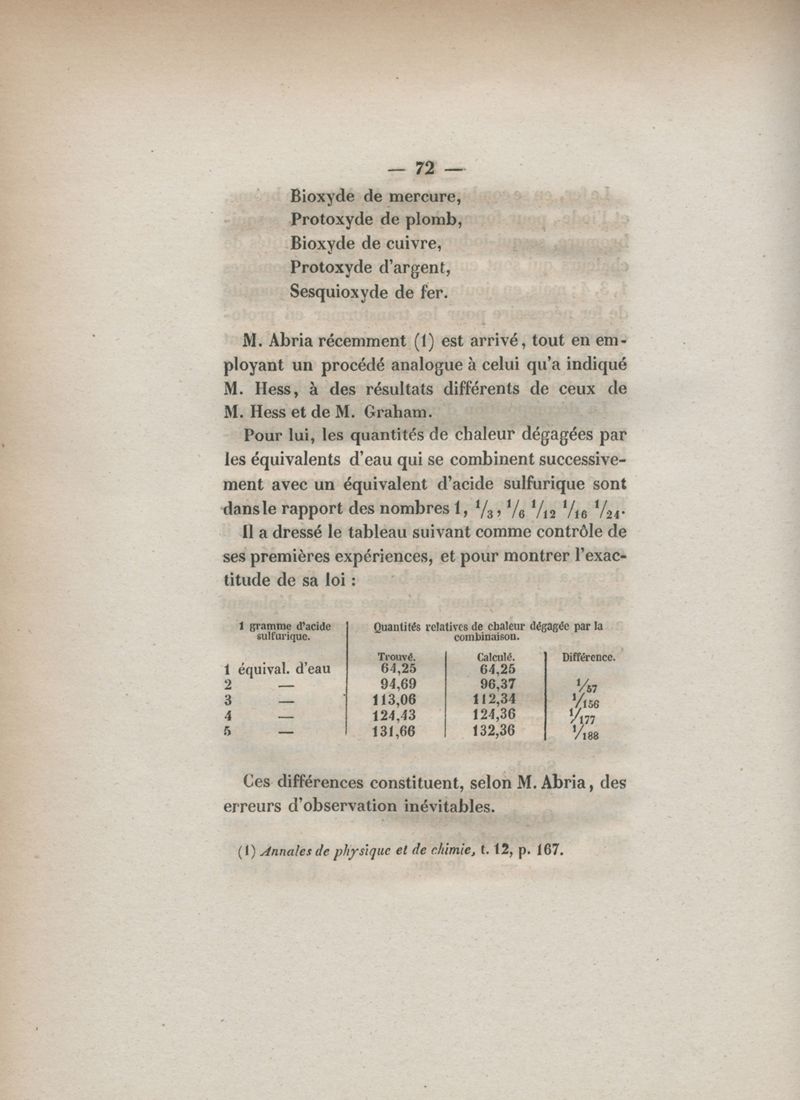 — 72 —
Bioxyde de mercure,
Protoxyde de plomb,
Bioxyde de cuivre,
Protoxyde d'argent,
Sesquioxyde de fer.
M. Abria récemment (1) est arrivé, tout en em-
ployant un procédé analogue à celui qu'a indiqué
M. Hess, à des résultats différents de ceux de
M. Hess et de M. Graham.
Pour lui, les quantités de chaleur dégagées par
les équivalents d'eau qui se combinent successive-
ment avec un équivalent d'acide sulfurique sont
dansle rapport des nombres 1, 1/3, 1/6 1/12 1/16 1/24.
Il a dressé le tableau suivant comme contrôle de
ses premières expériences, et pour montrer l'exac-
titude de sa loi :
1 gramme d'acide sulfurique. Quantités relatives de chaleur dégagée par la combinaison.
Trouvé. Calculé. Différence.
1 équival. d'eau 64,25 64,25
2 — 94,69 96,37 1/57
3 — 113,06 112,34 1/156
4 — 124,43 124,36 1/177
5 — 131,66 132,36 1/188
Ces différences constituent, selon M. Abria, des
erreurs d'observation inévitables.
(1) Annales de physique et de chimie, t. 12, p. 167.